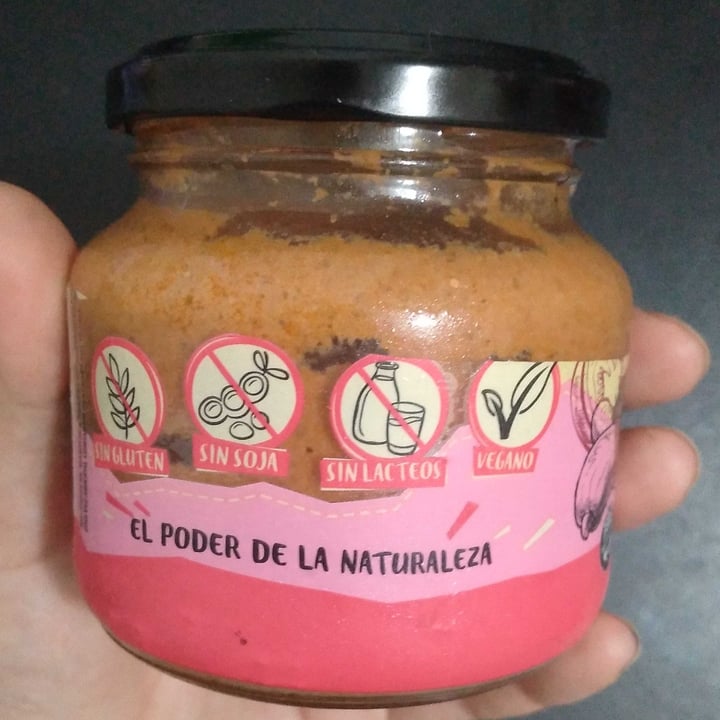 SIN GLUTEN
SIN SOJA
SIN LACTEOS
VEGANO
EL PODER DE LA NATURALEZA